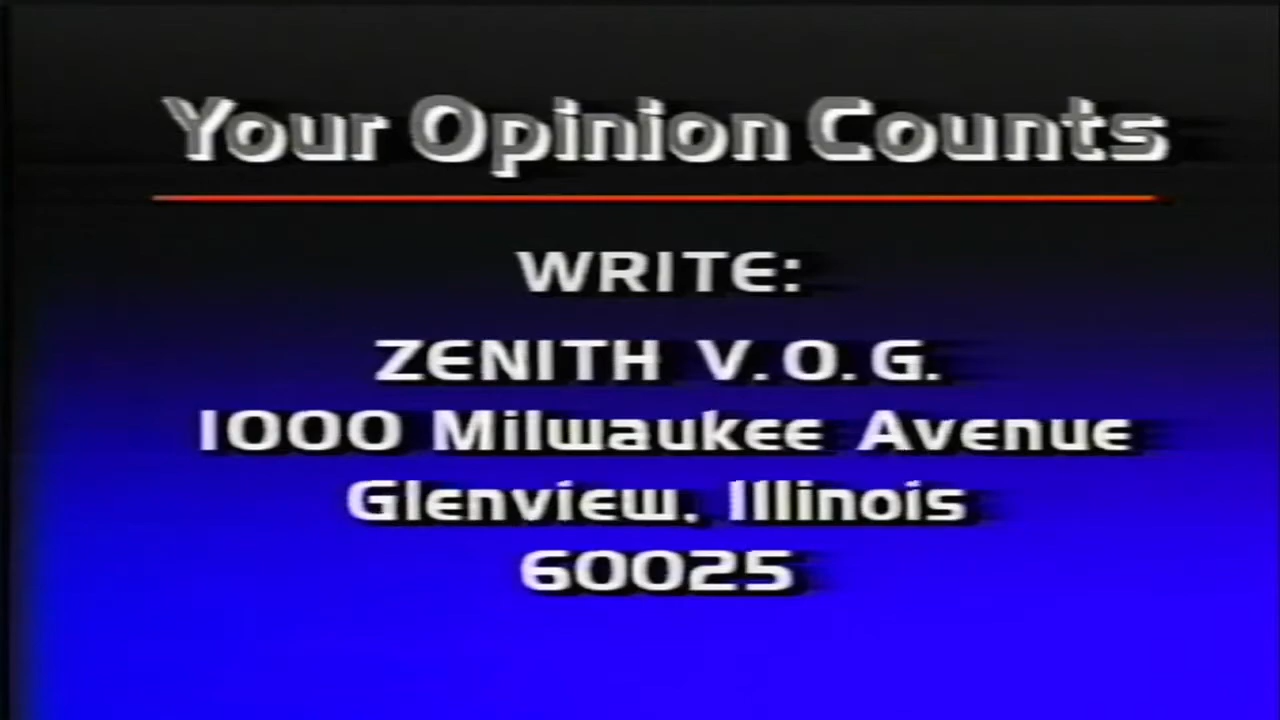 Your Opinion Counts
WRITE:
ZENITH V.O.G.
1000 Milwaukee Avenue
Glenview, Illinois
60025